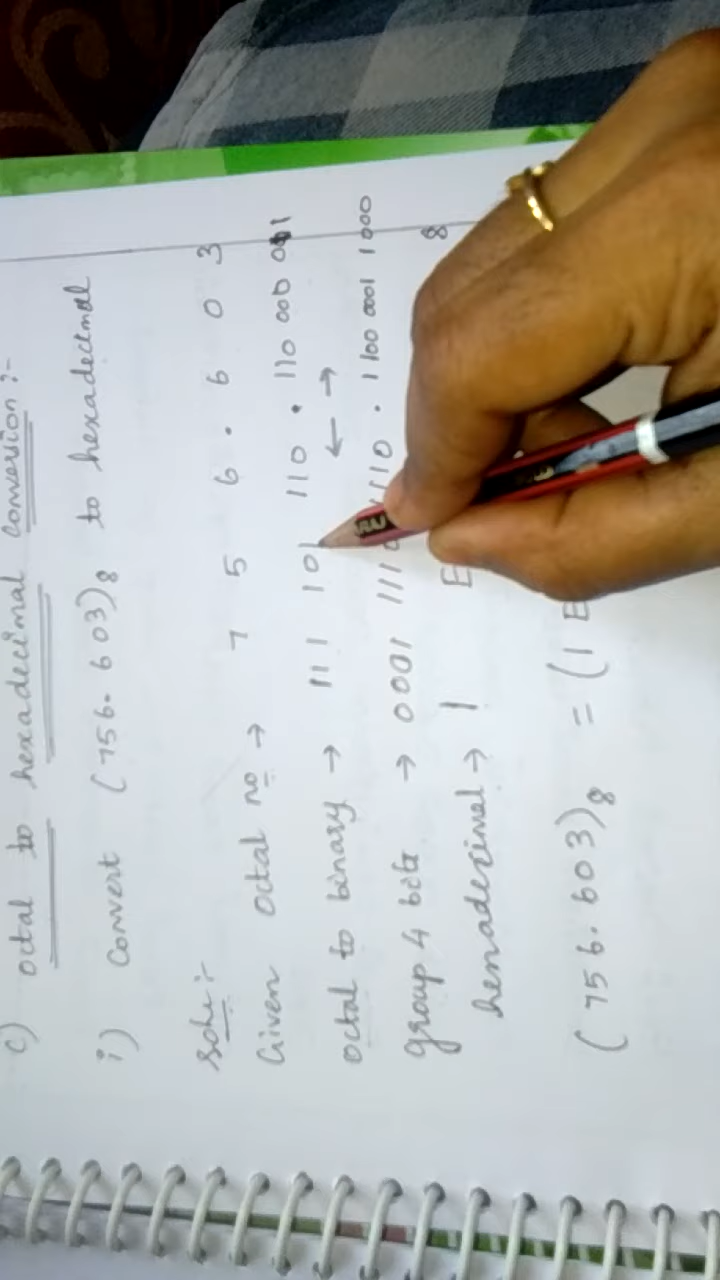 c) octal to hexadecimal conversion :-
i) Convert (756.603)8 to hexadecimal
Soln :-
Given octal no → 7 5 6 . 6 0 3
octal to binary → 111 101 110 . 110 000 011
← →
group 4 bits → 0001 111 1110 . 1100 0001 1000
hexadecimal → 1 E 8
(756.603)8 = (1 E